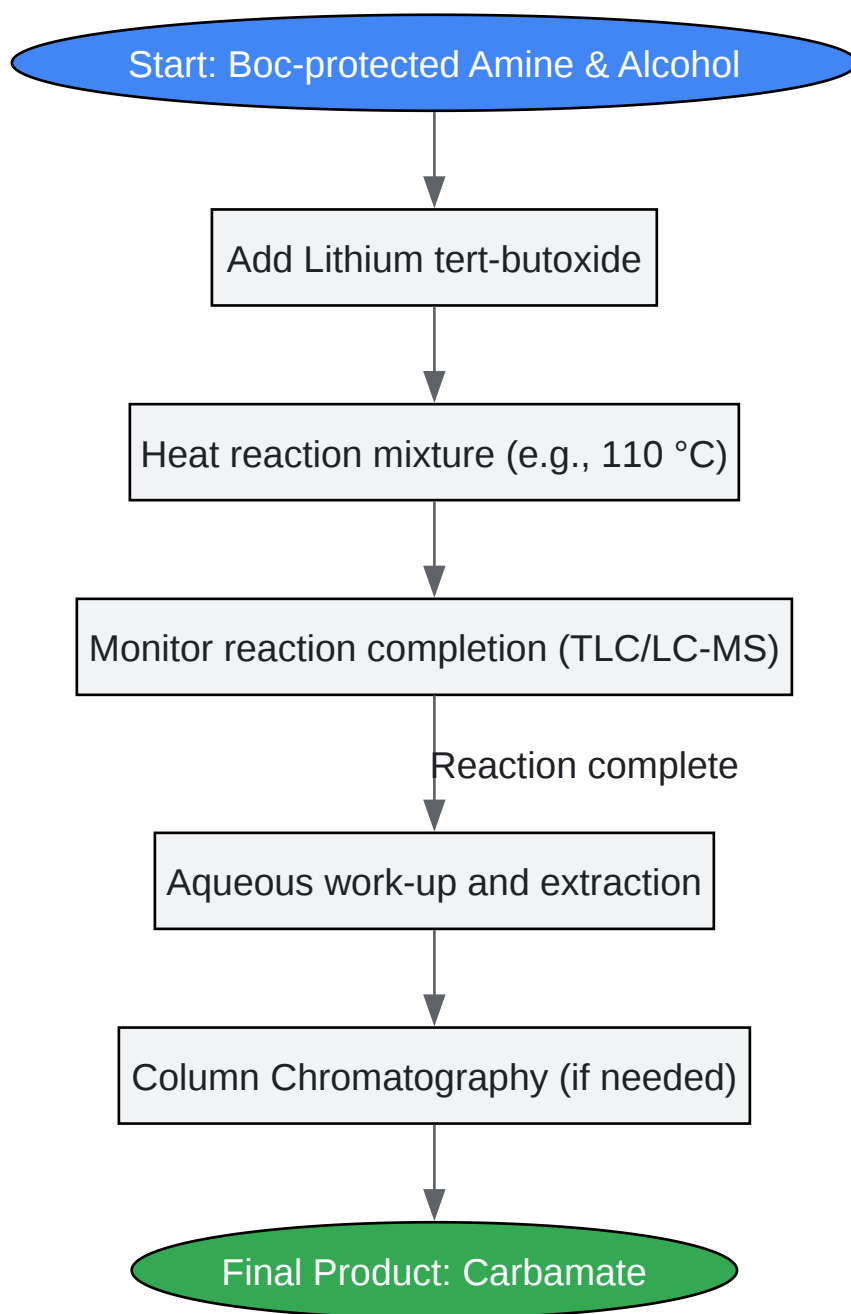 Start: Boc-protected Amine & Alcohol
Add Lithium tert-butoxide
Heat reaction mixture (e.g., 110 °C)
Monitor reaction completion (TLC/LC-MS)
Reaction complete
Aqueous work-up and extraction
Column Chromatography (if needed)
Final Product: Carbamate